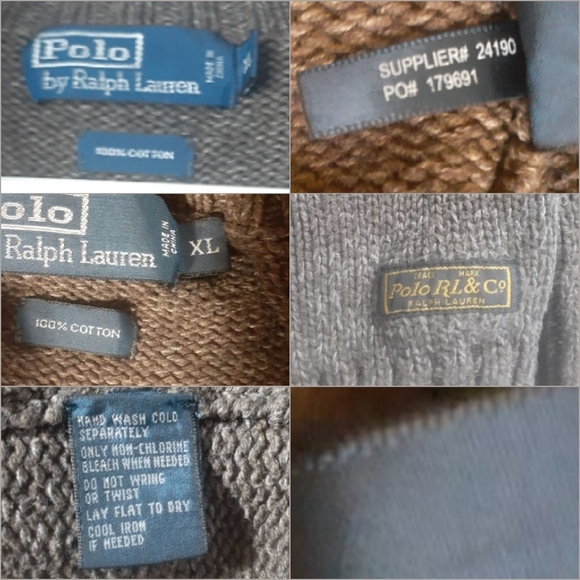 Polo
by Ralph Lauren
MADE IN
CHINA
100% COTTON
SUPPLIER# 24190
PO# 179691
olo
Ralph Lauren
MADE IN
CHINA
XL
100% COTTON
TRADE MARK
Polo RL & Co
RALPH LAUREN
HAND WASH COLD
SEPARATELY
ONLY NON-CHLORINE
BLEACH WHEN NEEDED
DO NOT WRING
OR TWIST
LAY FLAT TO DRY
COOL IRON
IF NEEDED